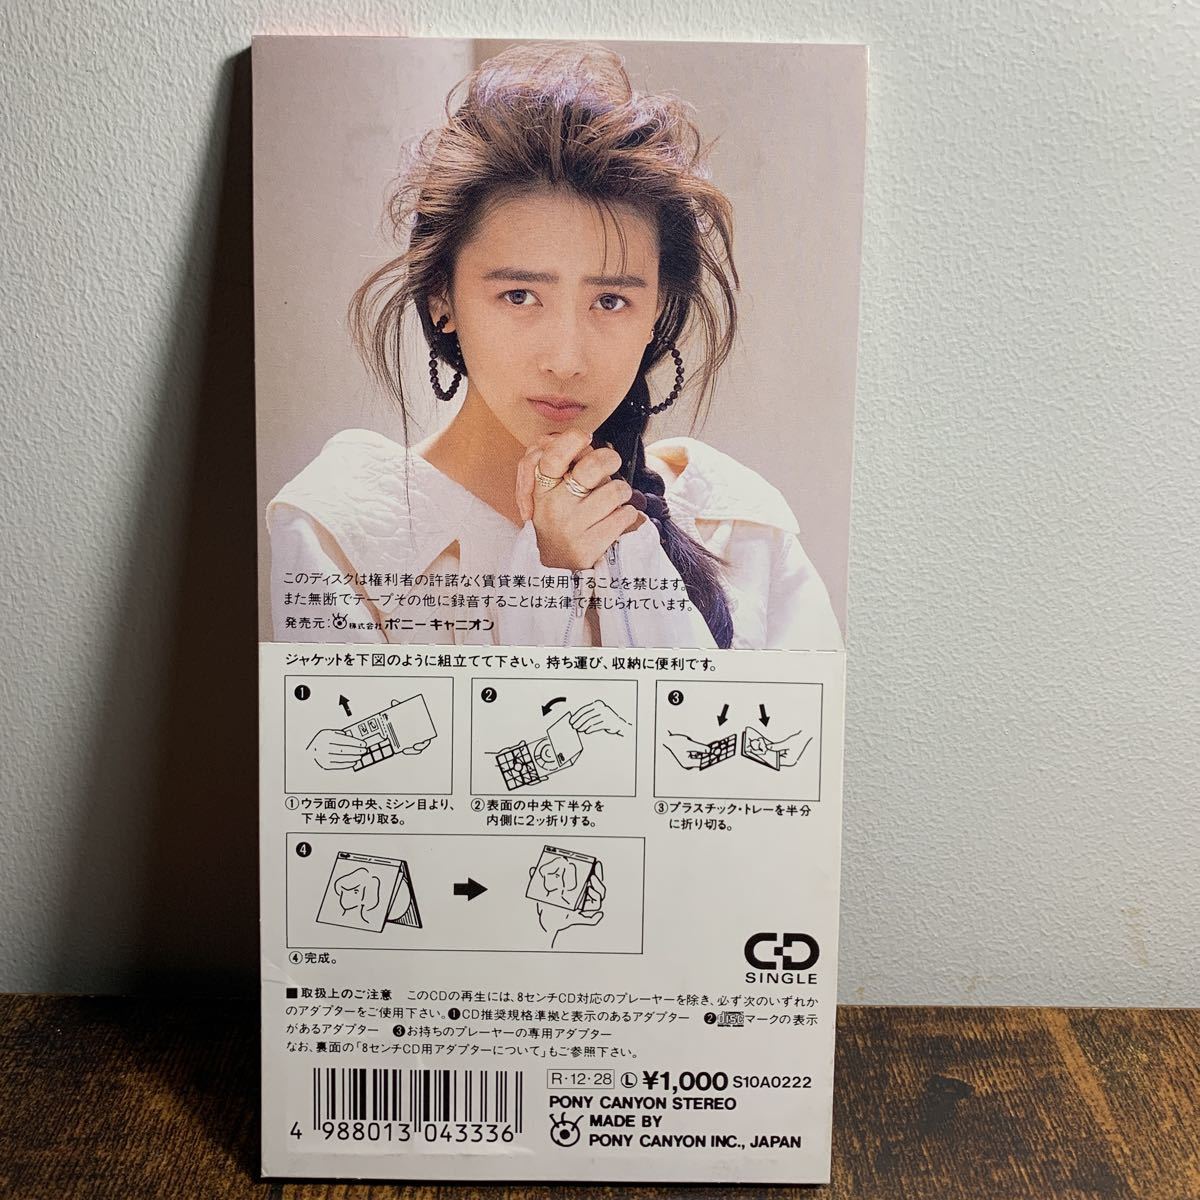 このディスクは権利者の許諾なく賃貸業に使用することを禁じます。
また無断でテープその他に録音することは法律で禁じられています。
発売元:株式会社ポニーキャニオン
ジャケットを下図のように組立てて下さい。持ち運び、収納に便利です。
❶
❷
❸
①ウラ面の中央、ミシン目より、
下半分を切り取る。
②表面の中央下半分を
内側に2ッ折りする。
③プラスチック・トレーを半分
に折り切る。
❹
④完成。
CD
SINGLE
■取扱上のご注意 このCDの再生には、8センチCD対応のプレーヤーを除き、必ず次のいずれか
のアダプターをご使用下さい。❶CD推奨規格準拠と表示のあるアダプター ❷discマークの表示
があるアダプター ❸お持ちのプレーヤーの専用アダプター
なお、裏面の「8センチCD用アダプターについて」もご参照下さい。
R・12・28 Ⓛ ¥1,000 S10A0222
PONY CANYON STEREO
MADE BY
PONY CANYON INC., JAPAN
4 988013 043336